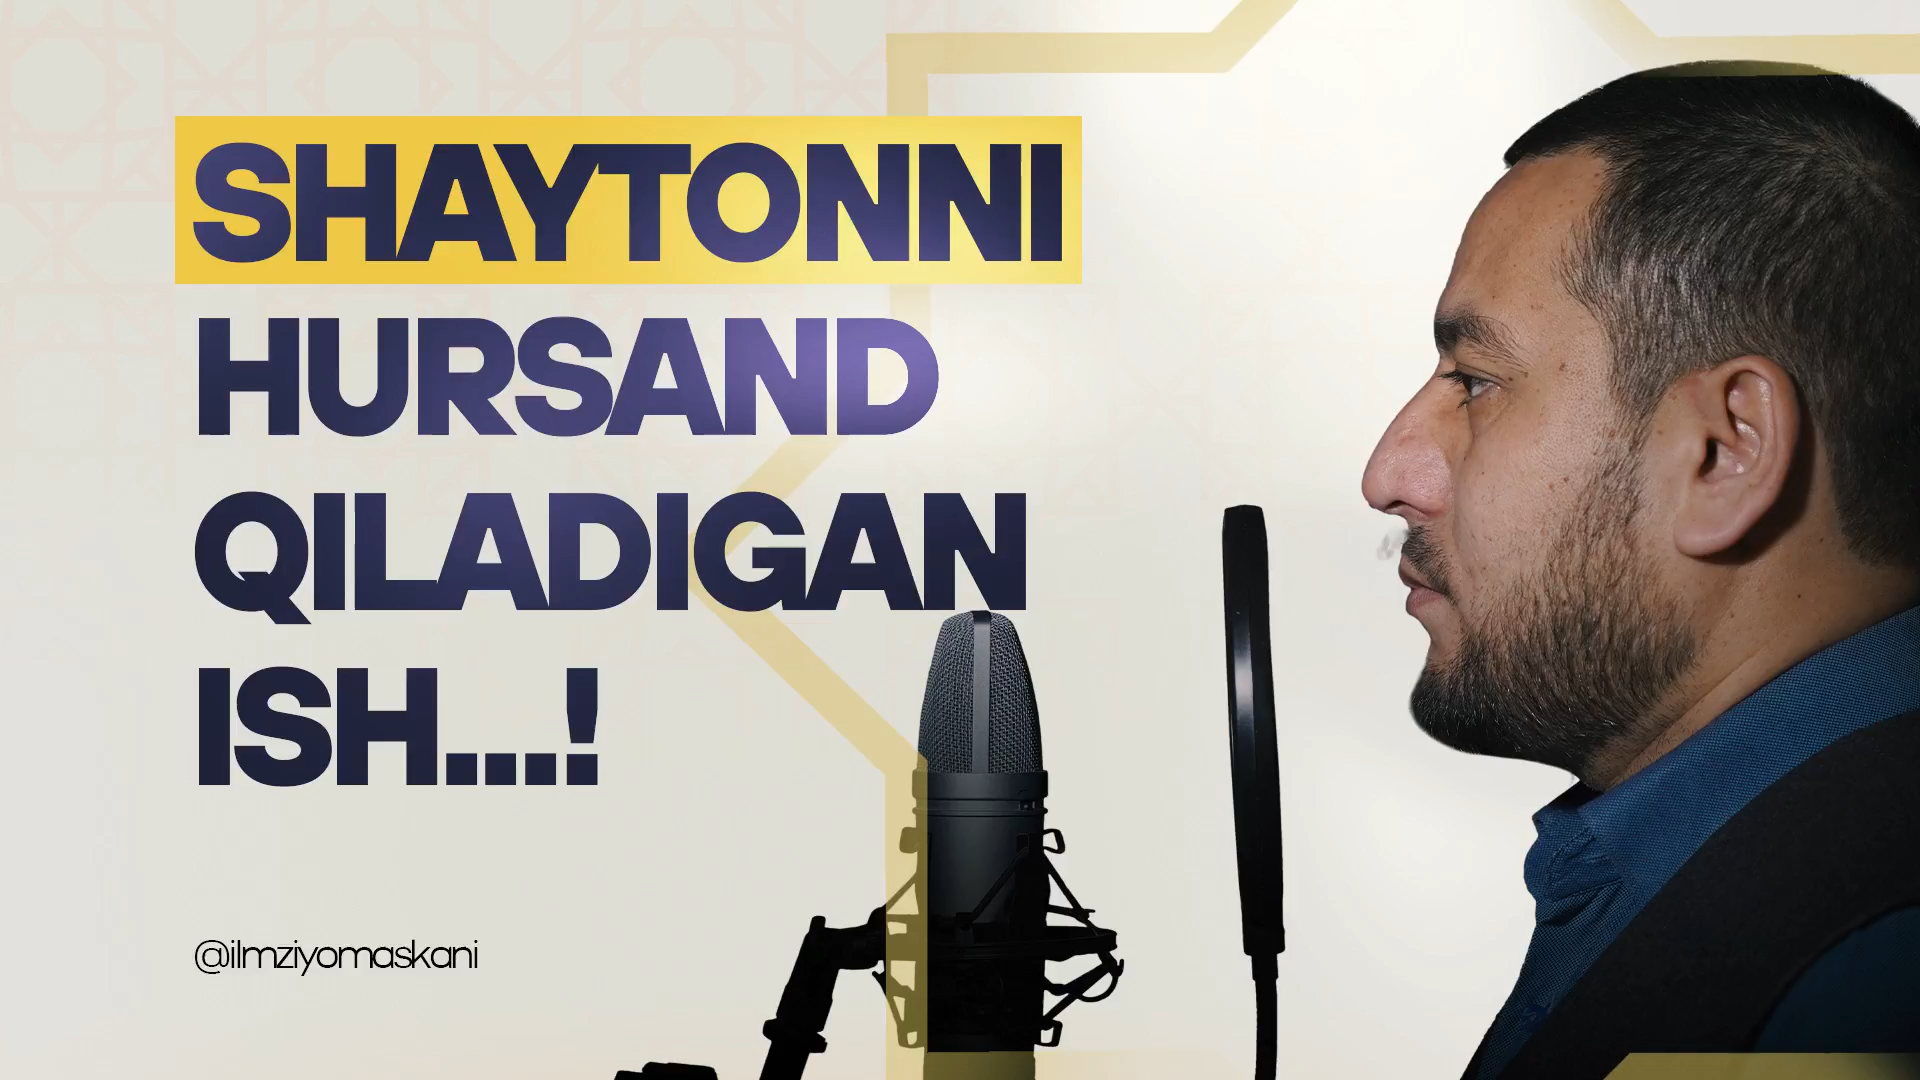 SHAYTONNI
HURSAND
QILADIGAN
ISH...!
@ilmziyomaskani